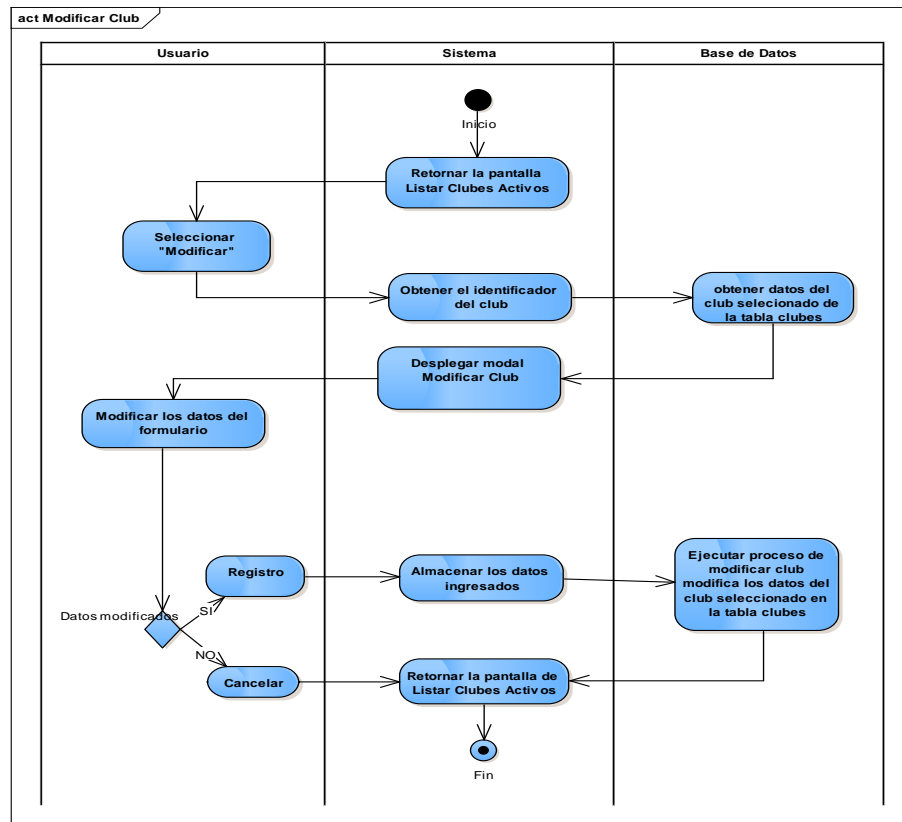 act Modificar Club
Usuario
Sistema
Base de Datos
Inicio
Retornar la pantalla
Listar Clubes Activos
Seleccionar
"Modificar"
Obtener el identificador
del club
obtener datos del
club selecionado de
la tabla clubes
Desplegar modal
Modificar Club
Modificar los datos del
formulario
Registro
Almacenar los datos
ingresados
Ejecutar proceso de
modificar club
modifica los datos del
club seleccionado en
la tabla clubes
Datos modificados
SI
NO
Cancelar
Retornar la pantalla de
Listar Clubes Activos
Fin